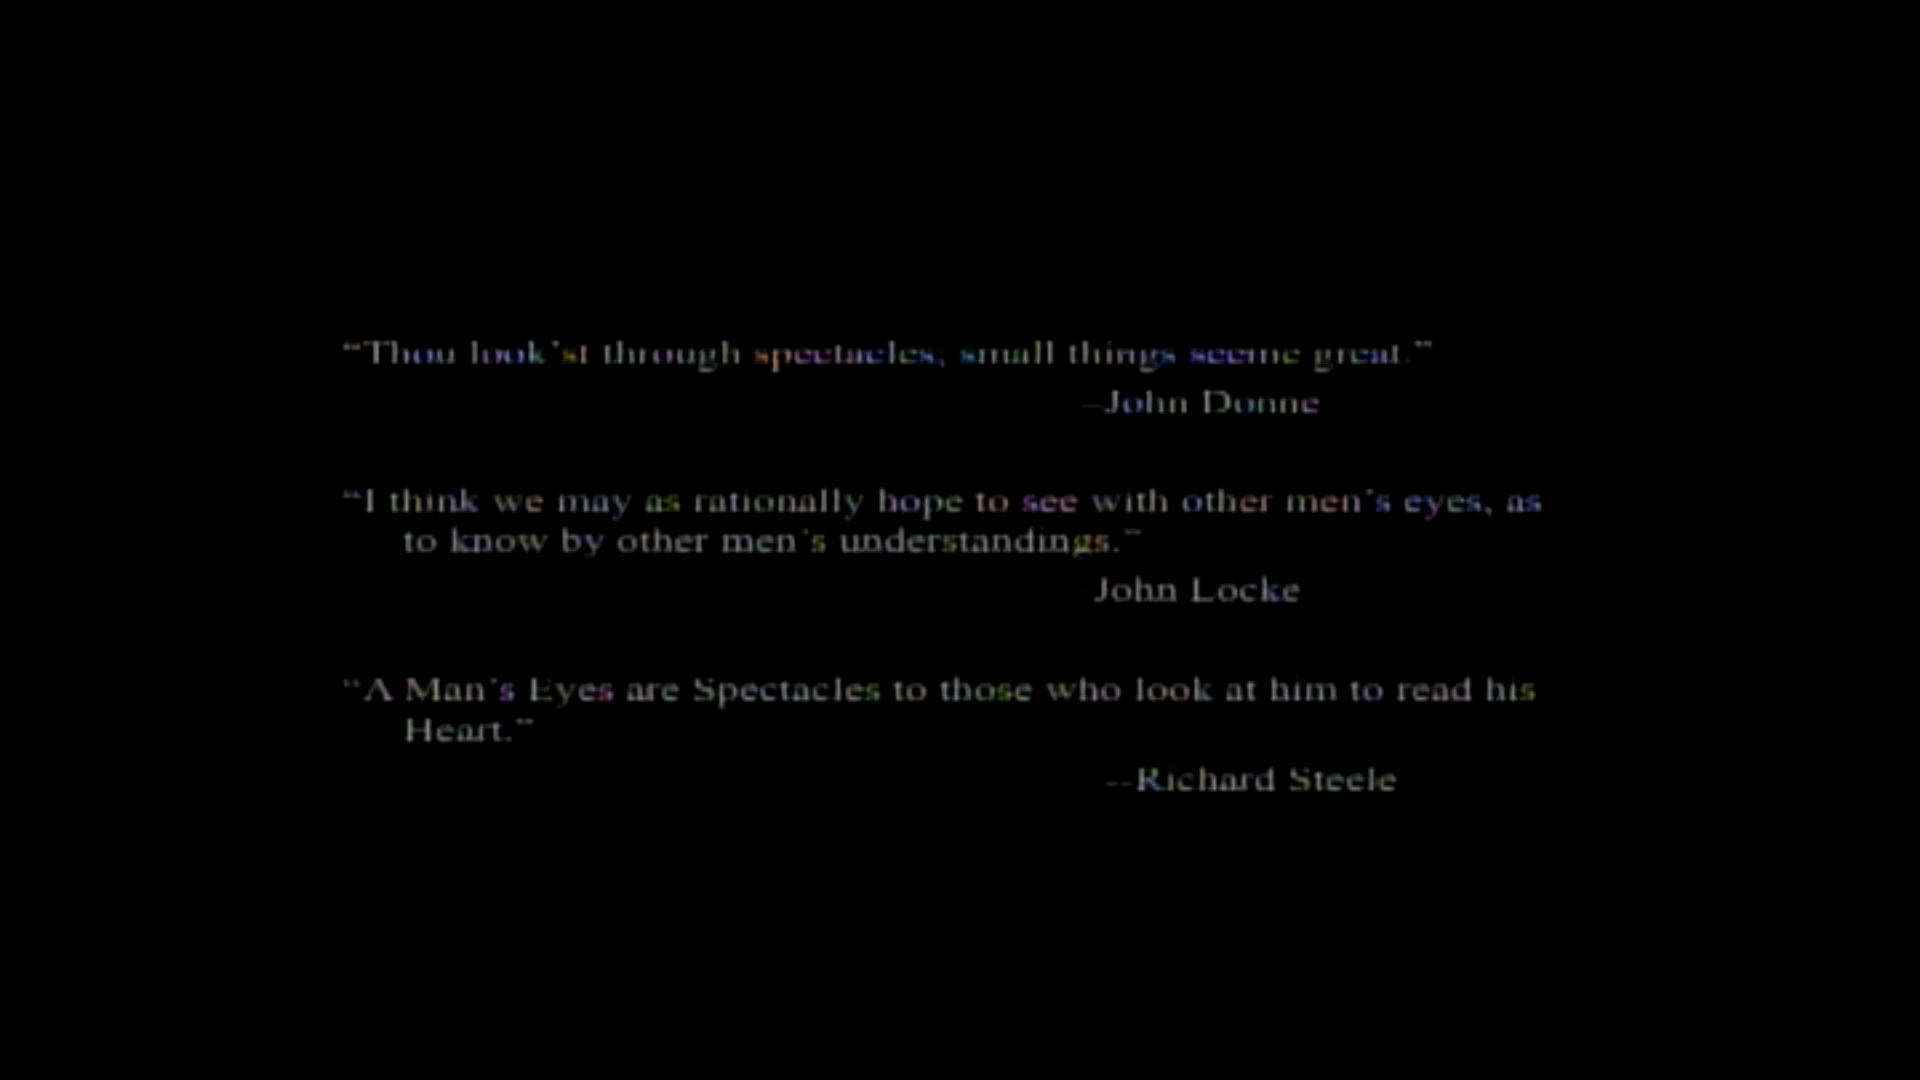 “Thou look’st through spectacles; small things seeme great.”
–John Donne
“I think we may as rationally hope to see with other men’s eyes, as
to know by other men’s understandings.”
John Locke
“A Man’s Eyes are Spectacles to those who look at him to read his
Heart.”
--Richard Steele